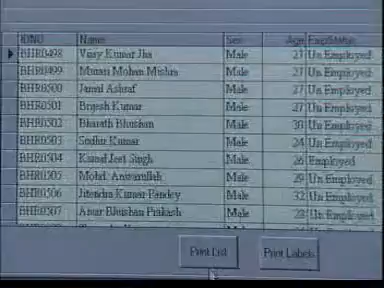 IDNO Name Sex Age EmpStatus
BHR0498 Vijay Kumar Jha Male 27 Un Employed
BHR0499 Murari Mohan Mishra Male 27 Un Employed
BHR0500 Jamal Ashraf Male 27 Un Employed
BHR0501 Brijesh Kumar Male 27 Un Employed
BHR0502 Bharath Bhushan Male 30 Un Employed
BHR0503 Sudhir Kumar Male 24 Un Employed
BHR0504 Kamal Jeet Singh Male 26 Employed
BHR0505 Mohd. Anwarullah Male 29 Un Employed
BHR0506 Jitendra Kumar Pandey Male 32 Un Employed
BHR0507 Amar Bhushan Prakash Male 23 Un Employed
Print List Print Labels